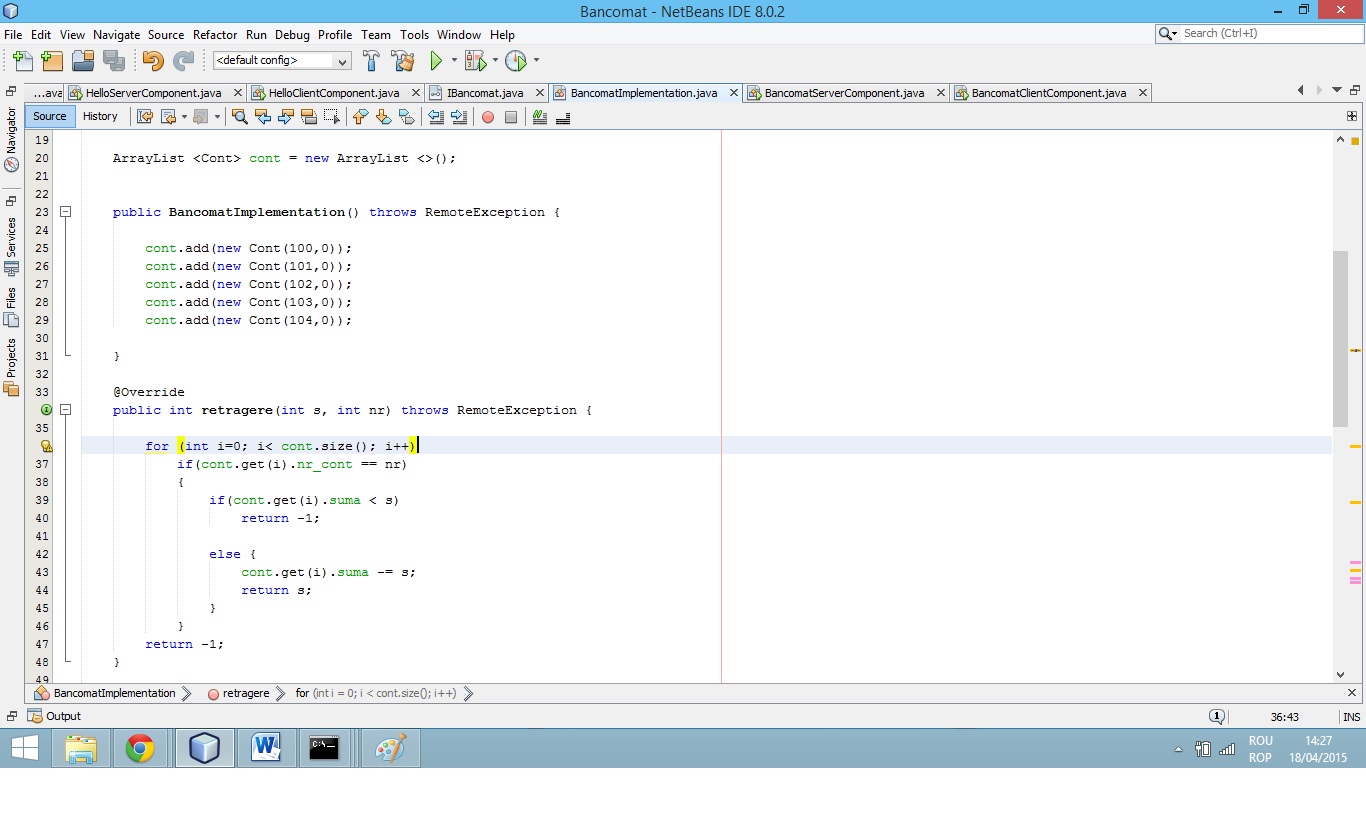 Bancomat - NetBeans IDE 8.0.2
File Edit View Navigate Source Refactor Run Debug Profile Team Tools Window Help
Search (Ctrl+I)
<default config>
...ava HelloServerComponent.java HelloClientComponent.java IBancomat.java BancomatImplementation.java BancomatServerComponent.java BancomatClientComponent.java
Source History
Navigator
Services
Files
Projects
19
20 ArrayList <Cont> cont = new ArrayList <>();
21
22
23 public BancomatImplementation() throws RemoteException {
24
25 cont.add(new Cont(100,0));
26 cont.add(new Cont(101,0));
27 cont.add(new Cont(102,0));
28 cont.add(new Cont(103,0));
29 cont.add(new Cont(104,0));
30
31 }
32
33 @Override
public int retragere(int s, int nr) throws RemoteException {
35
for (int i=0; i< cont.size(); i++)
37 if(cont.get(i).nr_cont == nr)
38 {
39 if(cont.get(i).suma < s)
40 return -1;
41
42 else {
43 cont.get(i).suma -= s;
44 return s;
45 }
46 }
47 return -1;
48 }
49
BancomatImplementation retragere for (int i = 0; i < cont.size(); i++)
Output
1 36:43 INS
ROU 14:27
ROP 18/04/2015